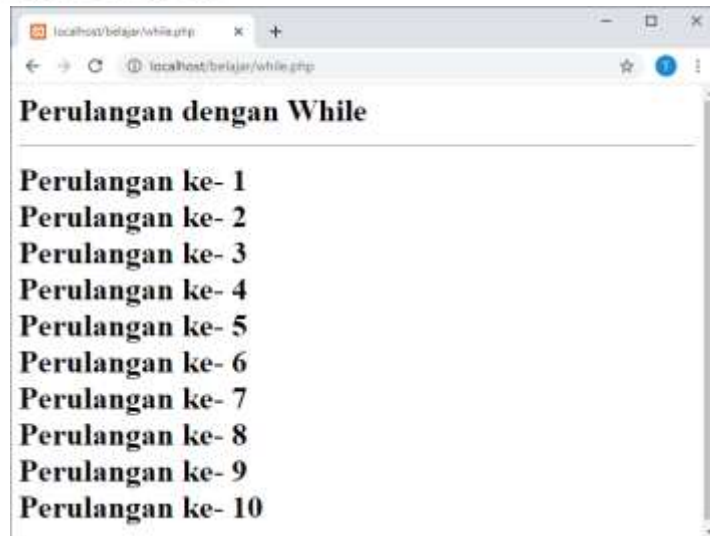 localhost/belajar/while.php
localhost/belajar/while.php
Perulangan dengan While
Perulangan ke- 1
Perulangan ke- 2
Perulangan ke- 3
Perulangan ke- 4
Perulangan ke- 5
Perulangan ke- 6
Perulangan ke- 7
Perulangan ke- 8
Perulangan ke- 9
Perulangan ke- 10